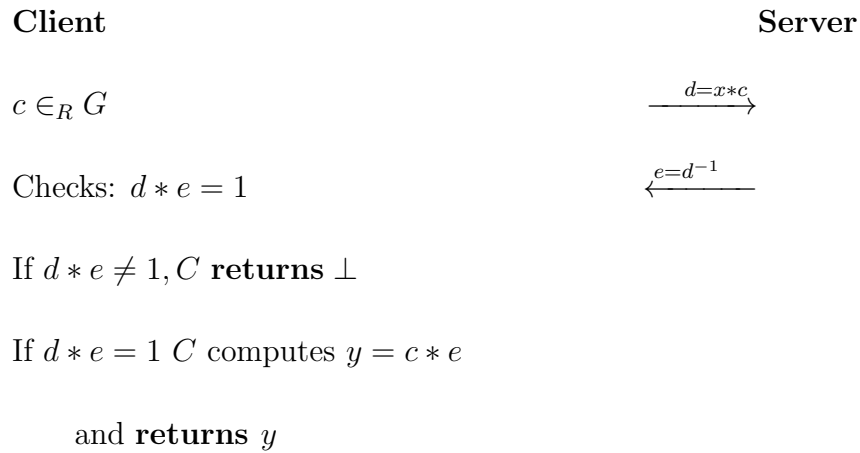 Client Server
c ∈_R G d=x*c
Checks: d * e = 1 e=d^{-1}
If d * e ≠ 1, C returns ⊥
If d * e = 1 C computes y = c * e
and returns y